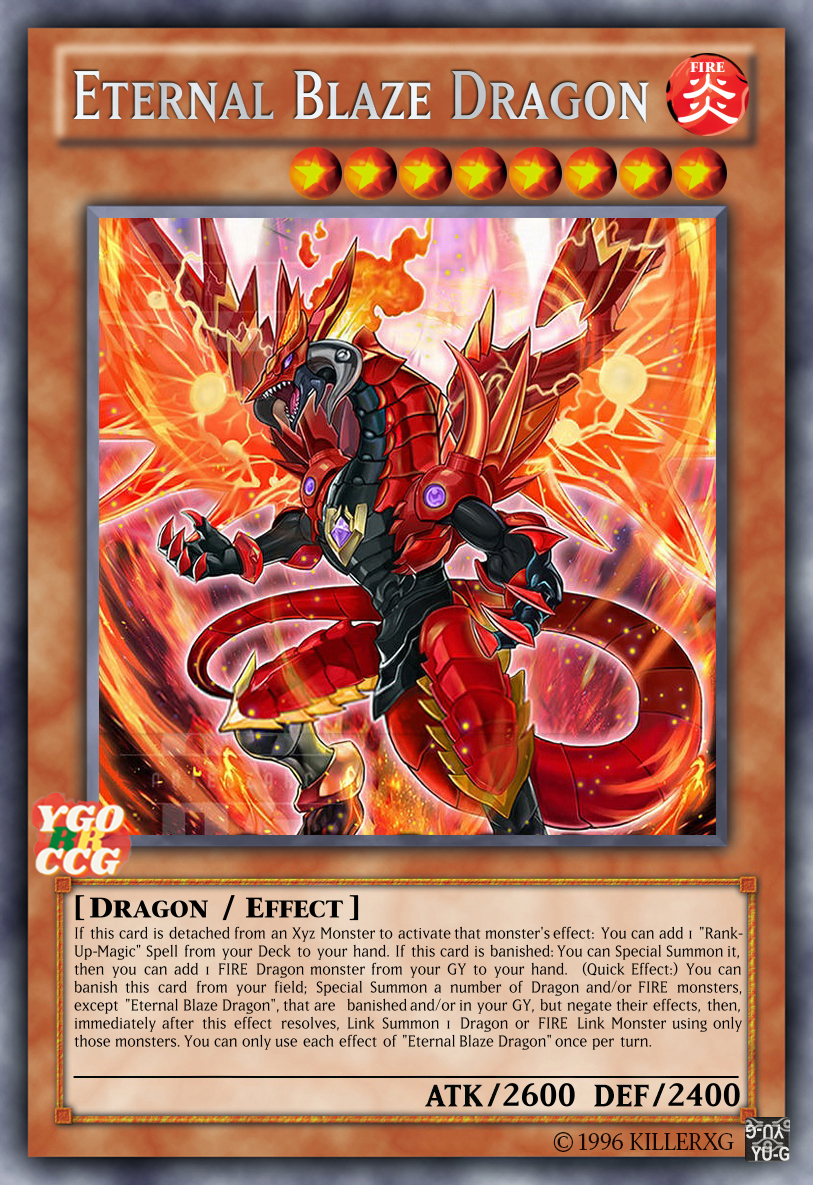 ETERNAL BLAZE DRAGON
FIRE
炎
YGO
RR
CCG
[ DRAGON / EFFECT ]
If this card is detached from an Xyz Monster to activate that monster's effect: You can add 1 "Rank-
Up-Magic" Spell from your Deck to your hand. If this card is banished: You can Special Summon it,
then you can add 1 FIRE Dragon monster from your GY to your hand. (Quick Effect:) You can
banish this card from your field; Special Summon a number of Dragon and/or FIRE monsters,
except "Eternal Blaze Dragon", that are banished and/or in your GY, but negate their effects, then,
immediately after this effect resolves, Link Summon 1 Dragon or FIRE Link Monster using only
those monsters. You can only use each effect of "Eternal Blaze Dragon" once per turn.
ATK/2600 DEF/2400
© 1996 KILLERXG
YU-G